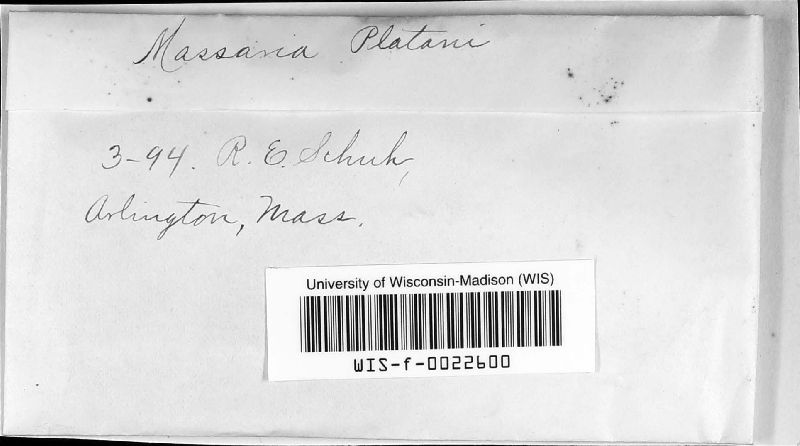 Massaria Platani
3-94. R. E. Schuh,
Arlington, Mass.
University of Wisconsin-Madison (WIS)
WIS-f-0022600